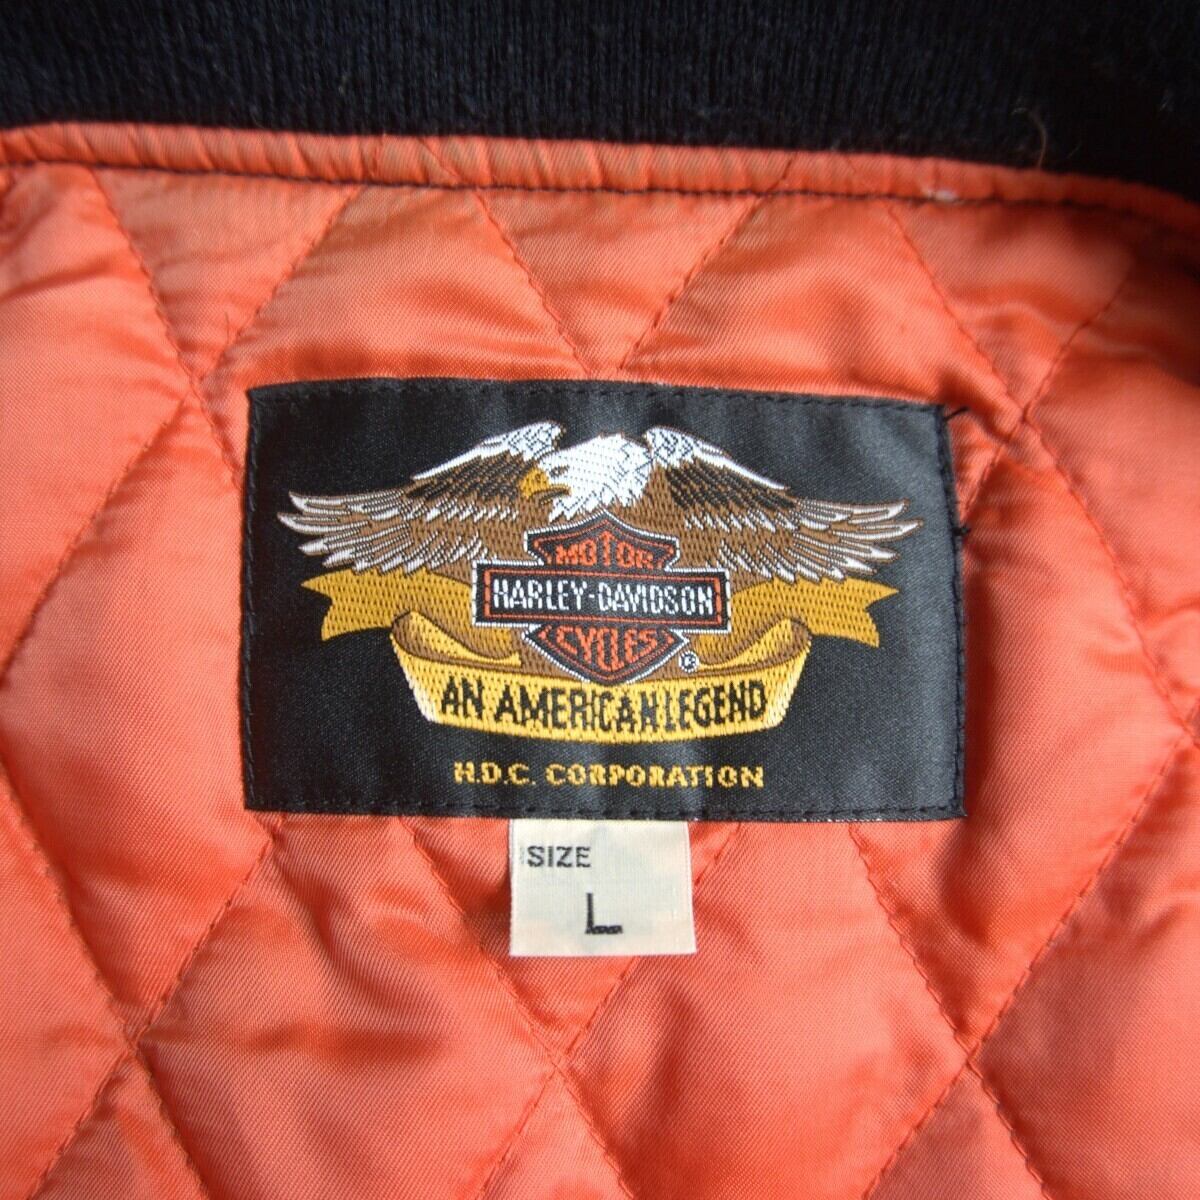 MOTOR
HARLEY-DAVIDSON
CYCLES
®
AN AMERICAN LEGEND
H.D.C. CORPORATION
SIZE
L